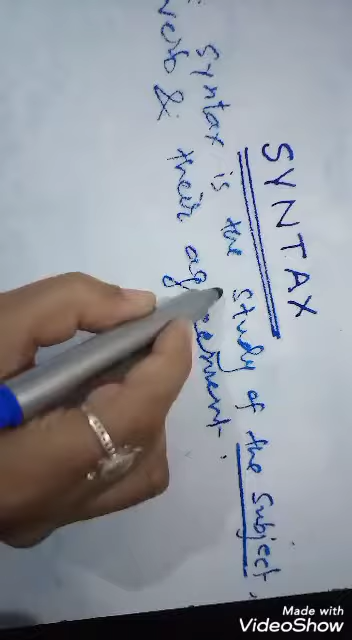 SYNTAX
Syntax is the study of the subject,
verb & their agreement.
Made with
VideoShow